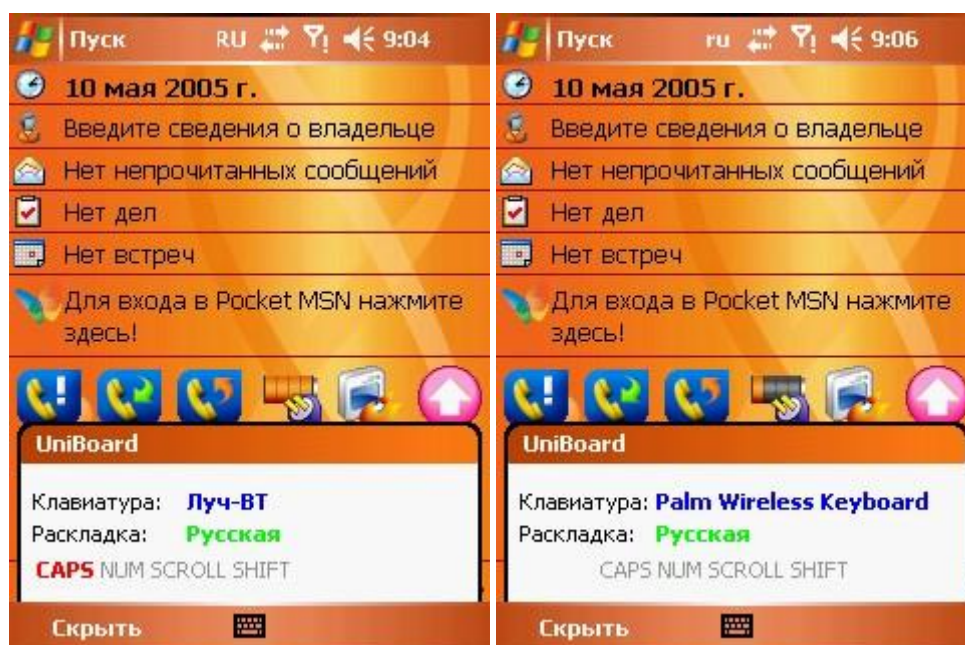 Пуск RU 9:04
10 мая 2005 г.
Введите сведения о владельце
Нет непрочитанных сообщений
Нет дел
Нет встреч
Для входа в Pocket MSN нажмите
здесь!
UniBoard
Клавиатура: Луч-BT
Раскладка: Русская
CAPS NUM SCROLL SHIFT
Скрыть
Пуск ru 9:06
10 мая 2005 г.
Введите сведения о владельце
Нет непрочитанных сообщений
Нет дел
Нет встреч
Для входа в Pocket MSN нажмите
здесь!
UniBoard
Клавиатура: Palm Wireless Keyboard
Раскладка: Русская
CAPS NUM SCROLL SHIFT
Скрыть